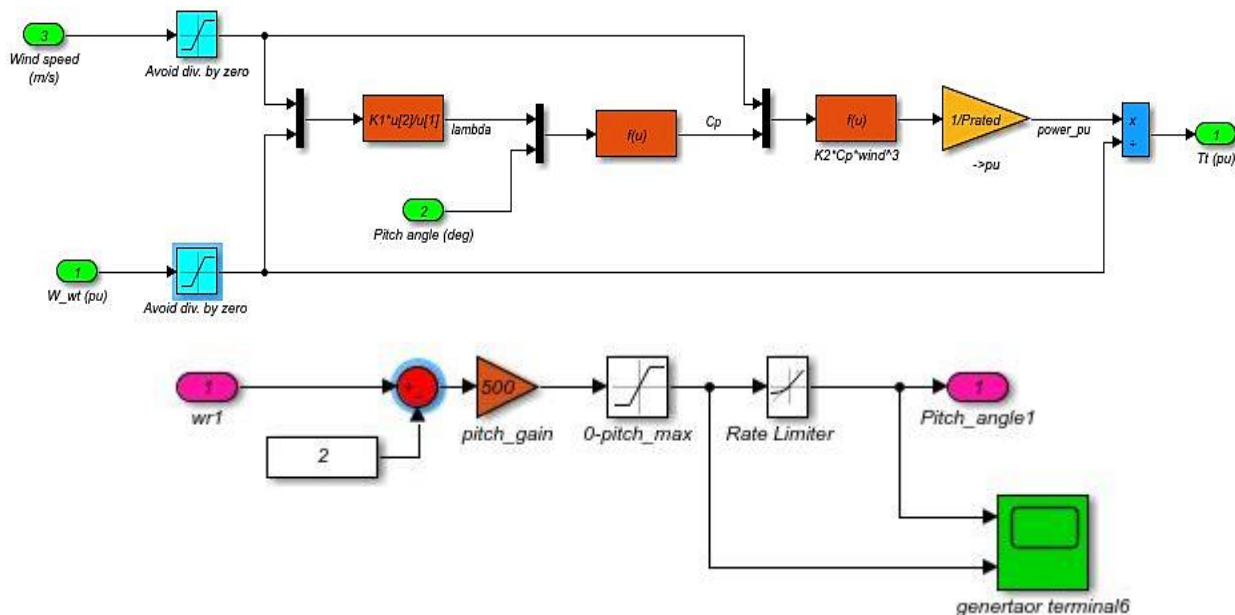 3
Wind speed
(m/s)
Avoid div. by zero
K1*u[2]/u[1]
lambda
f(u)
Cp
f(u)
K2*Cp*wind^3
1/Prated
->pu
power_pu
x
÷
1
Tt (pu)
2
Pitch angle (deg)
1
W_wt (pu)
Avoid div. by zero
1
wr1
+
-
2
500
pitch_gain
0-pitch_max
Rate Limiter
1
Pitch_angle1
genertaor terminal6